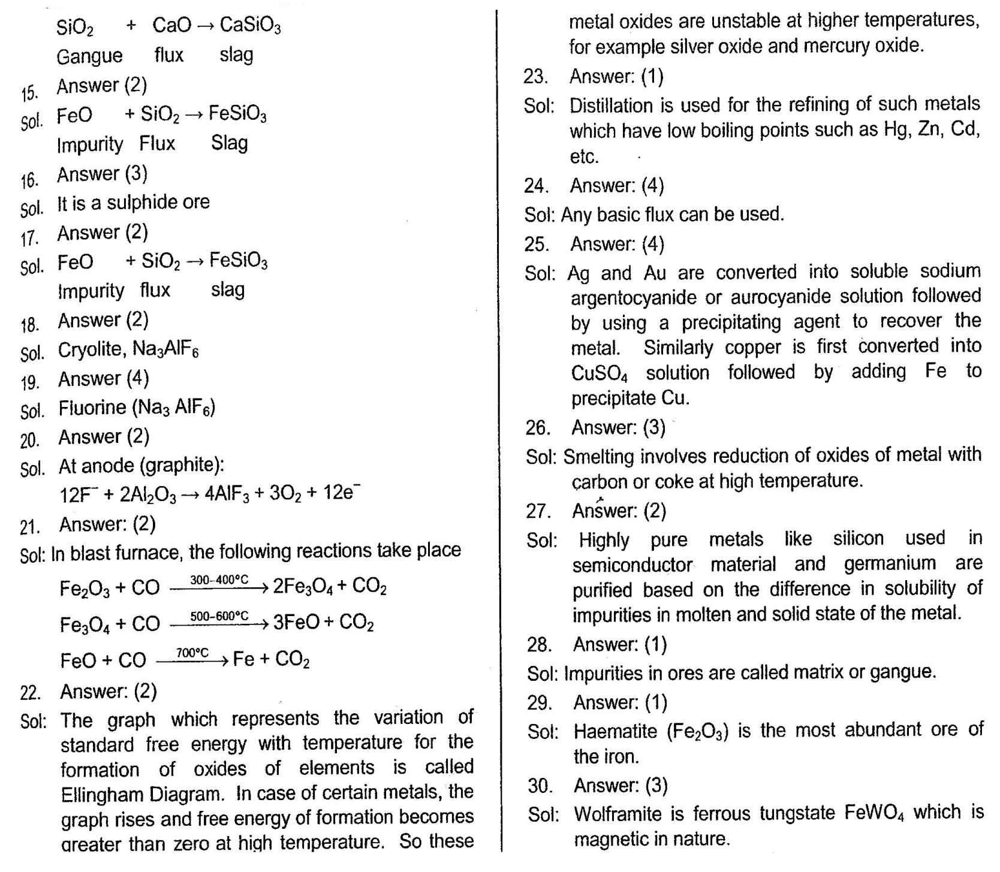 SiO₂ + CaO → CaSiO₃
Gangue flux slag
15. Answer (2)
Sol. FeO + SiO₂ → FeSiO₃
Impurity Flux Slag
16. Answer (3)
Sol. It is a sulphide ore
17. Answer (2)
Sol. FeO + SiO₂ → FeSiO₃
Impurity flux slag
18. Answer (2)
Sol. Cryolite, Na₃AlF₆
19. Answer (4)
Sol. Fluorine (Na₃ AlF₆)
20. Answer (2)
Sol. At anode (graphite):
12F⁻ + 2Al₂O₃ → 4AlF₃ + 3O₂ + 12e⁻
21. Answer: (2)
Sol: In blast furnace, the following reactions take place
Fe₂O₃ + CO —300–400°C→ 2Fe₃O₄ + CO₂
Fe₃O₄ + CO —500–600°C→ 3FeO + CO₂
FeO + CO —700°C→ Fe + CO₂
22. Answer: (2)
Sol: The graph which represents the variation of
standard free energy with temperature for the
formation of oxides of elements is called
Ellingham Diagram. In case of certain metals, the
graph rises and free energy of formation becomes
greater than zero at high temperature. So these
metal oxides are unstable at higher temperatures,
for example silver oxide and mercury oxide.
23. Answer: (1)
Sol: Distillation is used for the refining of such metals
which have low boiling points such as Hg, Zn, Cd,
etc.
24. Answer: (4)
Sol: Any basic flux can be used.
25. Answer: (4)
Sol: Ag and Au are converted into soluble sodium
argentocyanide or aurocyanide solution followed
by using a precipitating agent to recover the
metal. Similarly copper is first converted into
CuSO₄ solution followed by adding Fe to
precipitate Cu.
26. Answer: (3)
Sol: Smelting involves reduction of oxides of metal with
carbon or coke at high temperature.
27. Answer: (2)
Sol: Highly pure metals like silicon used in
semiconductor material and germanium are
purified based on the difference in solubility of
impurities in molten and solid state of the metal.
28. Answer: (1)
Sol: Impurities in ores are called matrix or gangue.
29. Answer: (1)
Sol: Haematite (Fe₂O₃) is the most abundant ore of
the iron.
30. Answer: (3)
Sol: Wolframite is ferrous tungstate FeWO₄ which is
magnetic in nature.